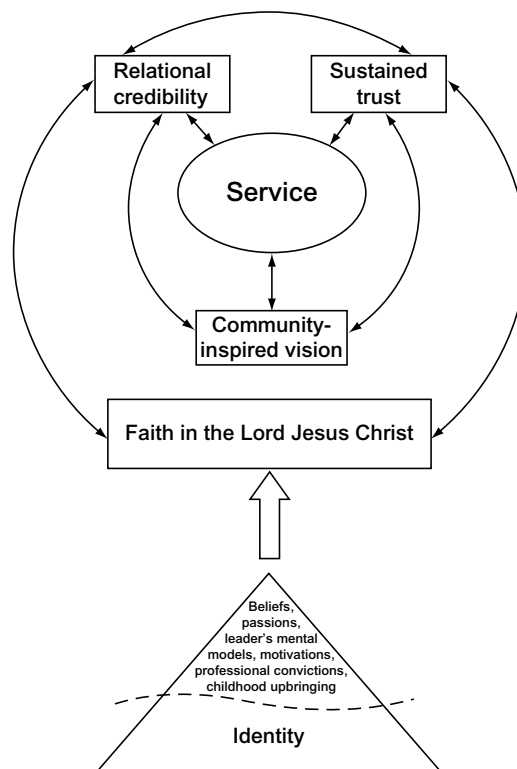 Relational
credibility
Sustained
trust
Service
Community-
inspired vision
Faith in the Lord Jesus Christ
Beliefs,
passions,
leader's mental
models, motivations,
professional convictions,
childhood upbringing
Identity